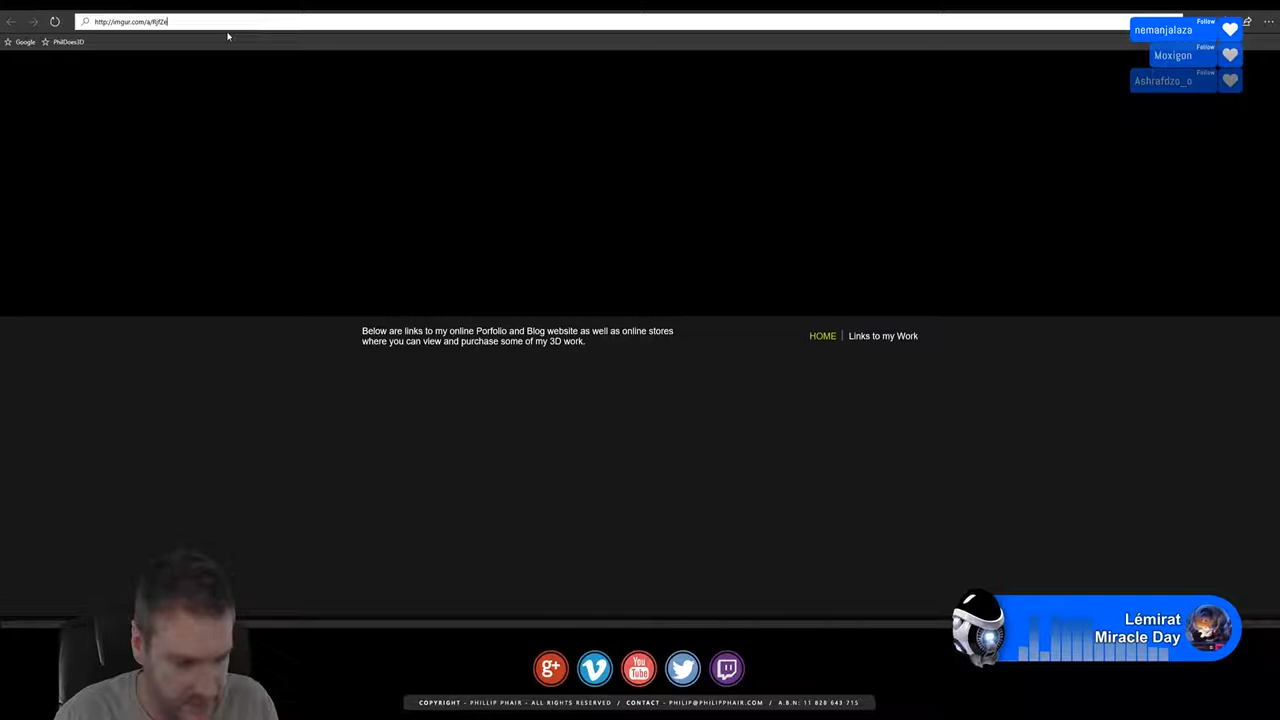 http://imgur.com/a/RjfZe
Google
PhilDoes3D
Follow
nemanjalaza
Follow
Moxigon
Follow
Ashrafdzo_o
Below are links to my online Porfolio and Blog website as well as online stores
where you can view and purchase some of my 3D work.
HOME | Links to my Work
Lémirat
Miracle Day
g+
You
Tube
COPYRIGHT - PHILLIP PHAIR - ALL RIGHTS RESERVED / CONTACT - PHILIP@PHILIPPHAIR.COM / A.B.N: 11 828 643 715